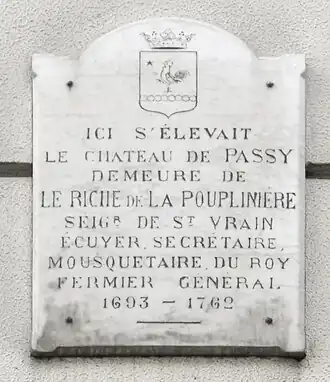 ICI S'ÉLEVAIT
LE CHATEAU DE PASSY
DEMEURE DE
LE RICHE DE LA POUPLINIÈRE
SEIGR DE ST VRAIN
ÉCUYER, SECRÉTAIRE,
MOUSQUETAIRE, DU ROY
FERMIER GÉNÉRAL
1693 - 1762